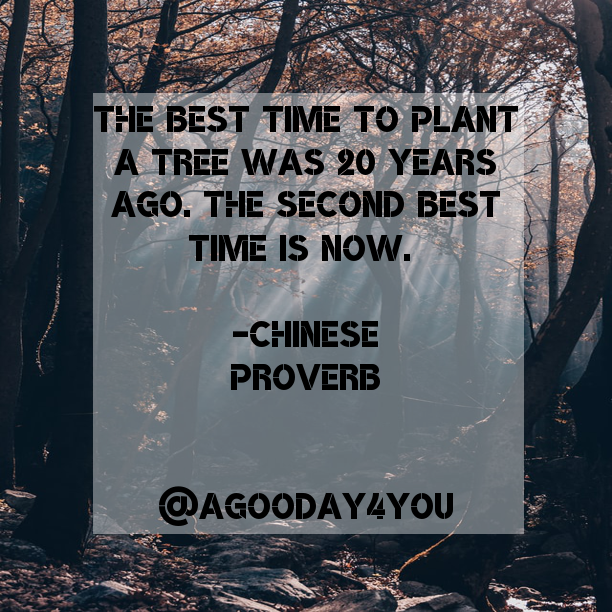 THE BEST TIME TO PLANT
A TREE WAS 20 YEARS
AGO. THE SECOND BEST
TIME IS NOW.
-CHINESE
PROVERB
@AGOODAY4YOU